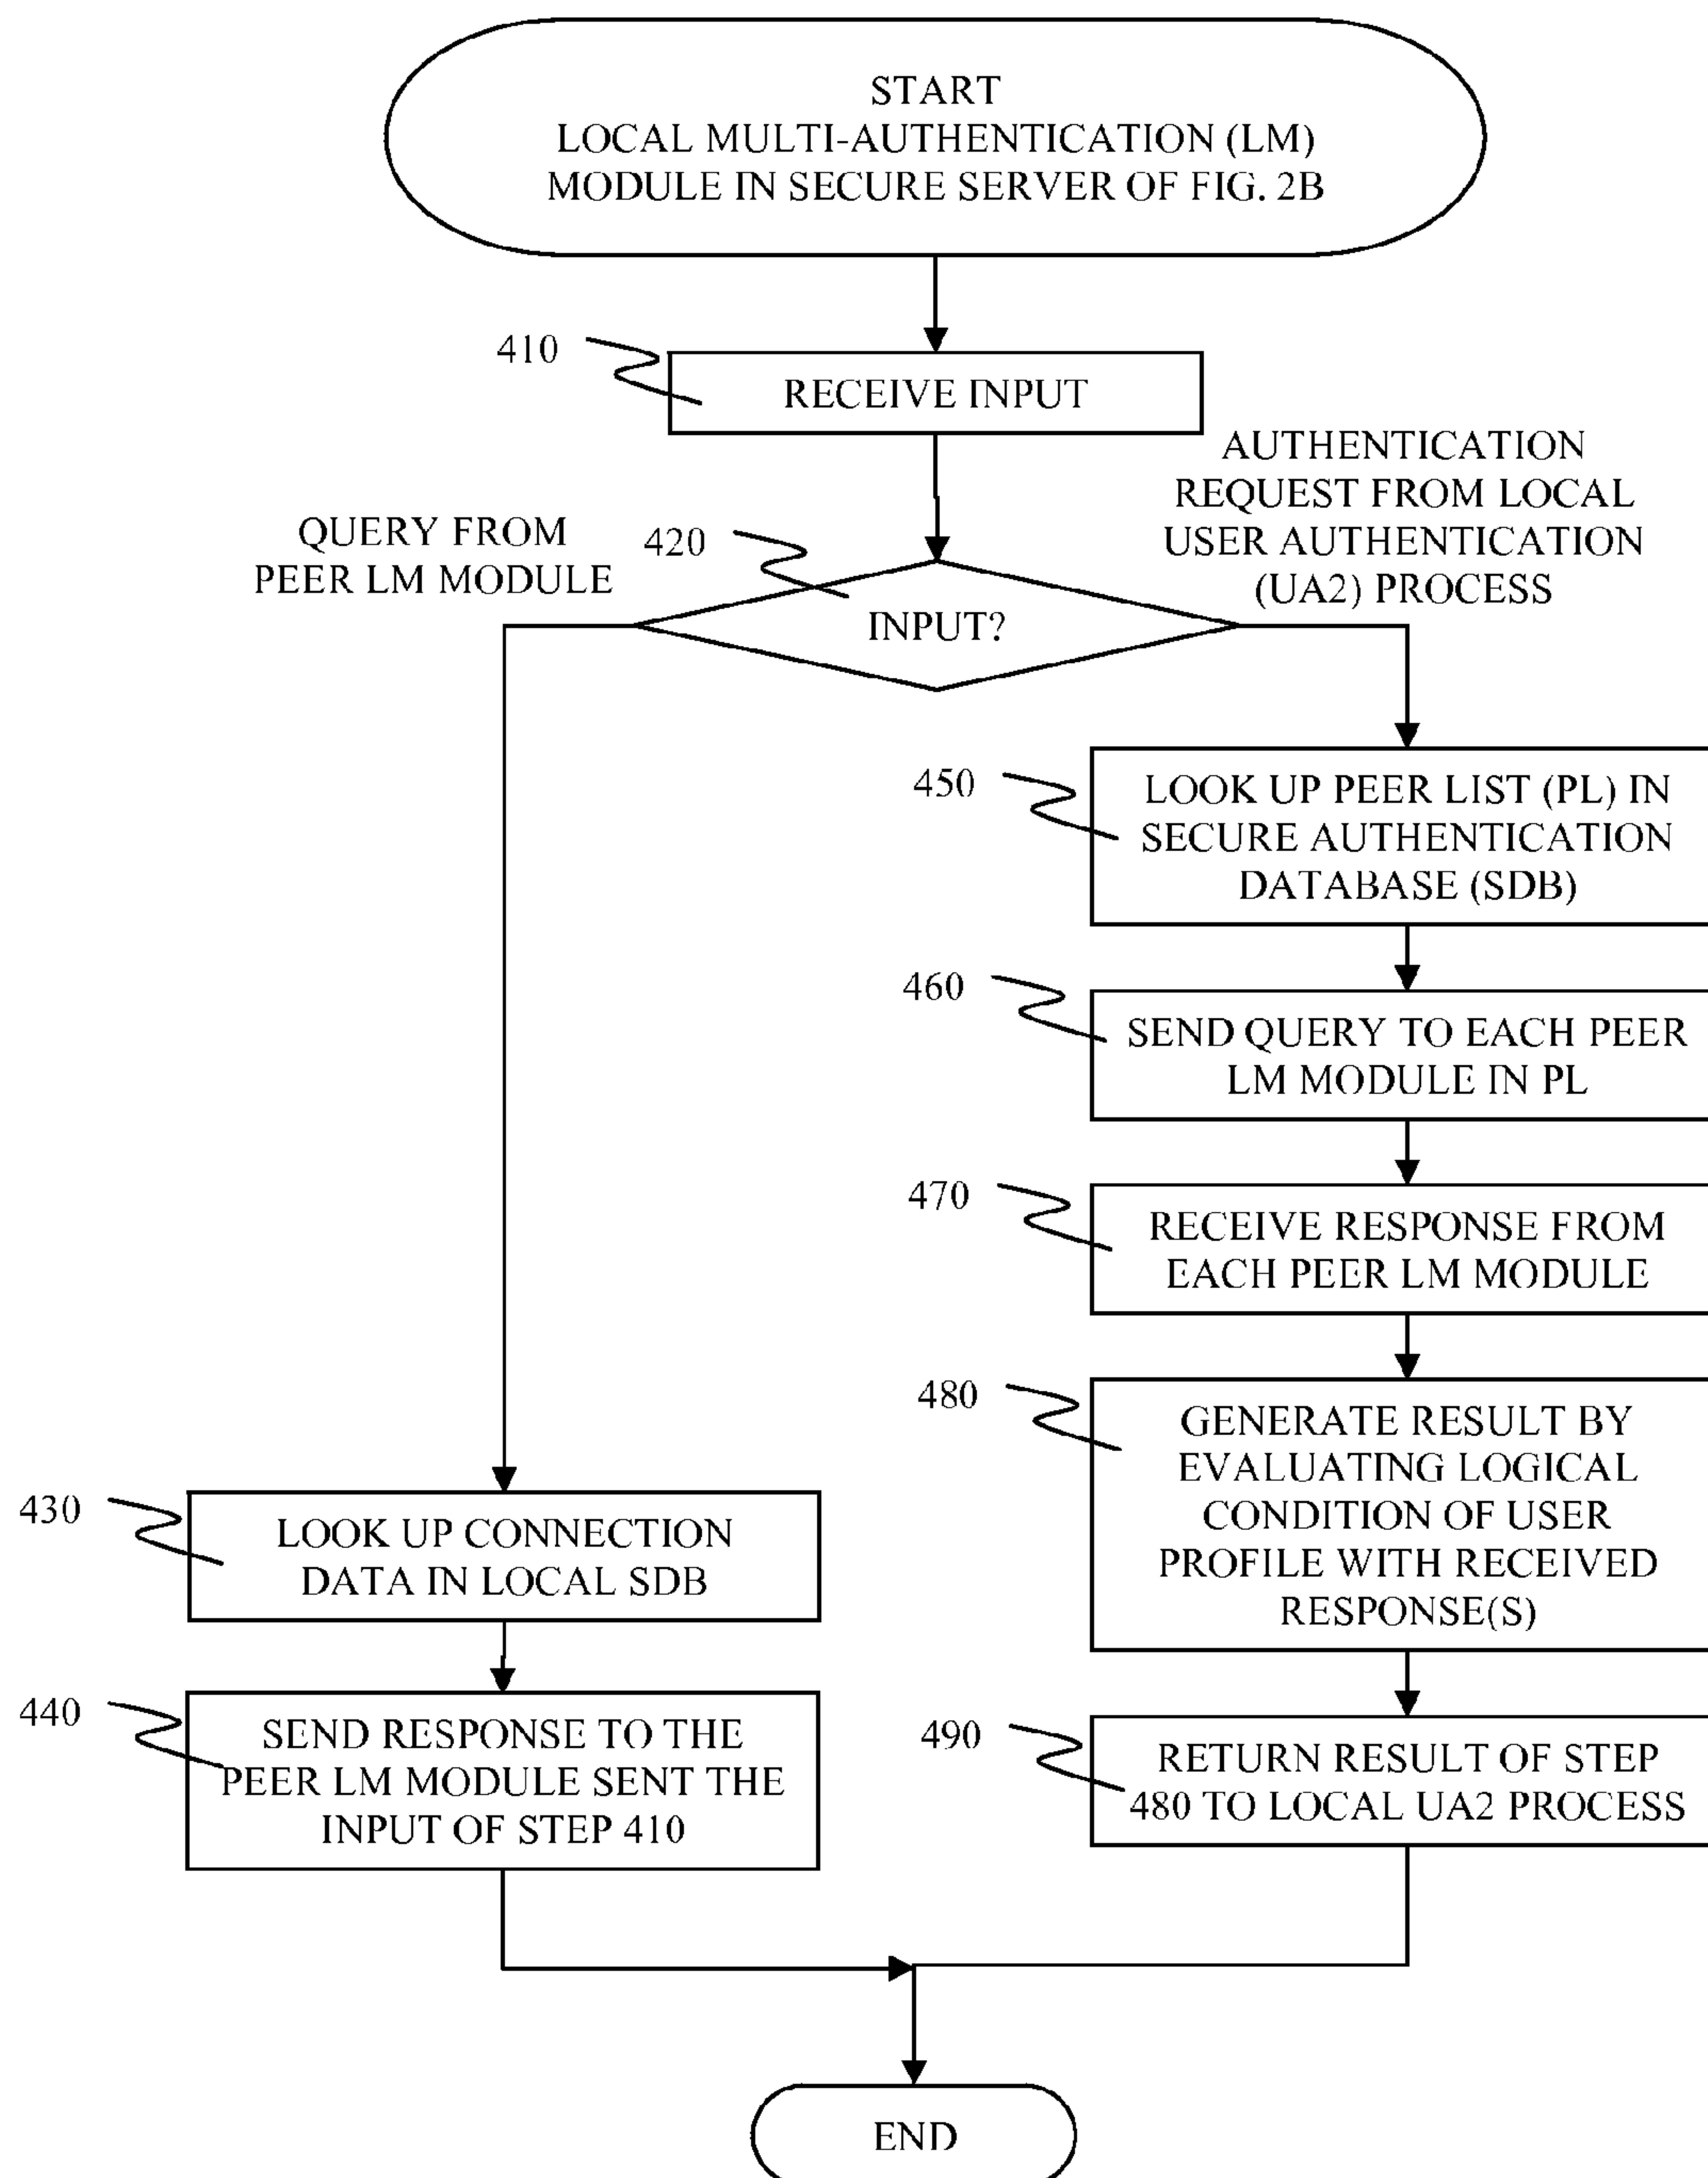 START
LOCAL MULTI-AUTHENTICATION (LM)
MODULE IN SECURE SERVER OF FIG. 2B
410
RECEIVE INPUT
QUERY FROM
PEER LM MODULE
420
INPUT?
AUTHENTICATION
REQUEST FROM LOCAL
USER AUTHENTICATION
(UA2) PROCESS
450
LOOK UP PEER LIST (PL) IN
SECURE AUTHENTICATION
DATABASE (SDB)
460
SEND QUERY TO EACH PEER
LM MODULE IN PL
470
RECEIVE RESPONSE FROM
EACH PEER LM MODULE
480
GENERATE RESULT BY
EVALUATING LOGICAL
CONDITION OF USER
PROFILE WITH RECEIVED
RESPONSE(S)
430
LOOK UP CONNECTION
DATA IN LOCAL SDB
440
SEND RESPONSE TO THE
PEER LM MODULE SENT THE
INPUT OF STEP 410
490
RETURN RESULT OF STEP
480 TO LOCAL UA2 PROCESS
END